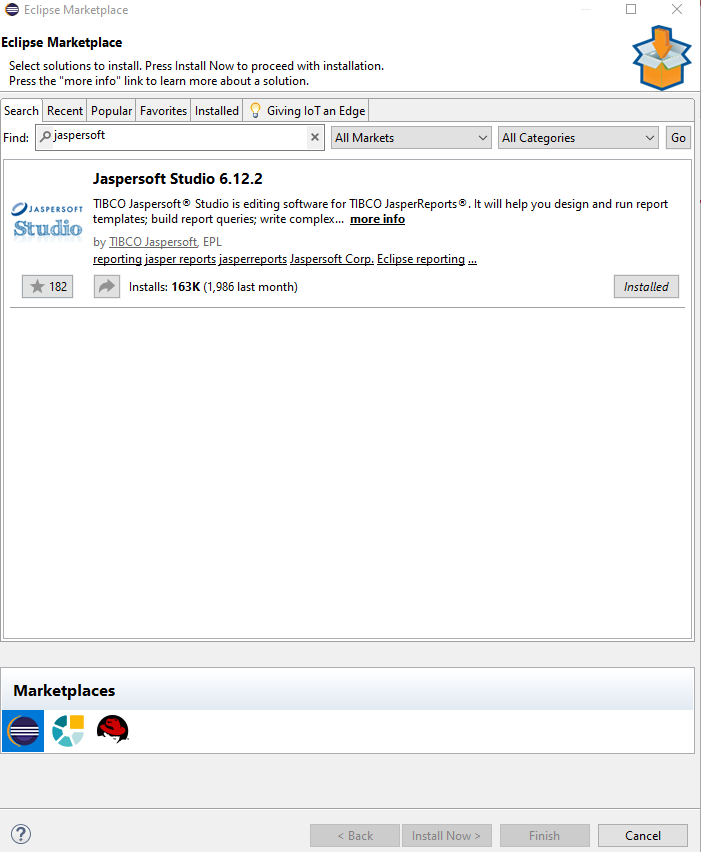 Eclipse Marketplace
Eclipse Marketplace
Select solutions to install. Press Install Now to proceed with installation.
Press the "more info" link to learn more about a solution.
Search Recent Popular Favorites Installed Giving IoT an Edge
Find: jaspersoft All Markets All Categories Go
Jaspersoft Studio 6.12.2
JASPERSOFT
Studio
TIBCO Jaspersoft® Studio is editing software for TIBCO JasperReports®. It will help you design and run report
templates; build report queries; write complex... more info
by TIBCO Jaspersoft, EPL
reporting jasper reports jasperreports Jaspersoft Corp. Eclipse reporting ...
182 Installs: 163K (1,986 last month) Installed
Marketplaces
? < Back Install Now > Finish Cancel